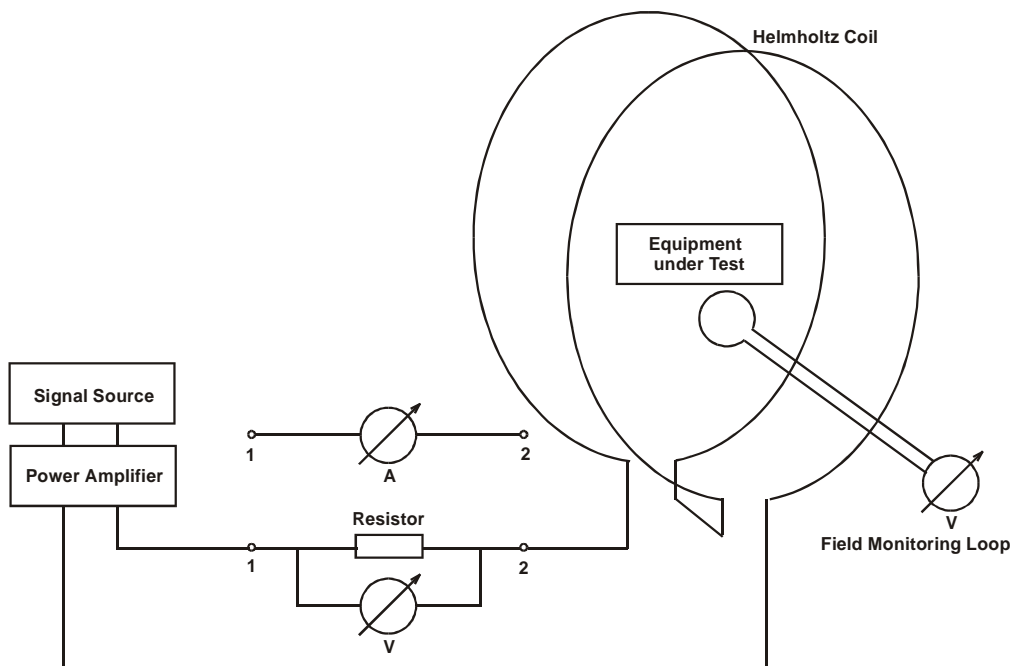 Helmholtz Coil
Equipment
under Test
Signal Source
Power Amplifier
1
2
A
Resistor
1
2
V
V
Field Monitoring Loop